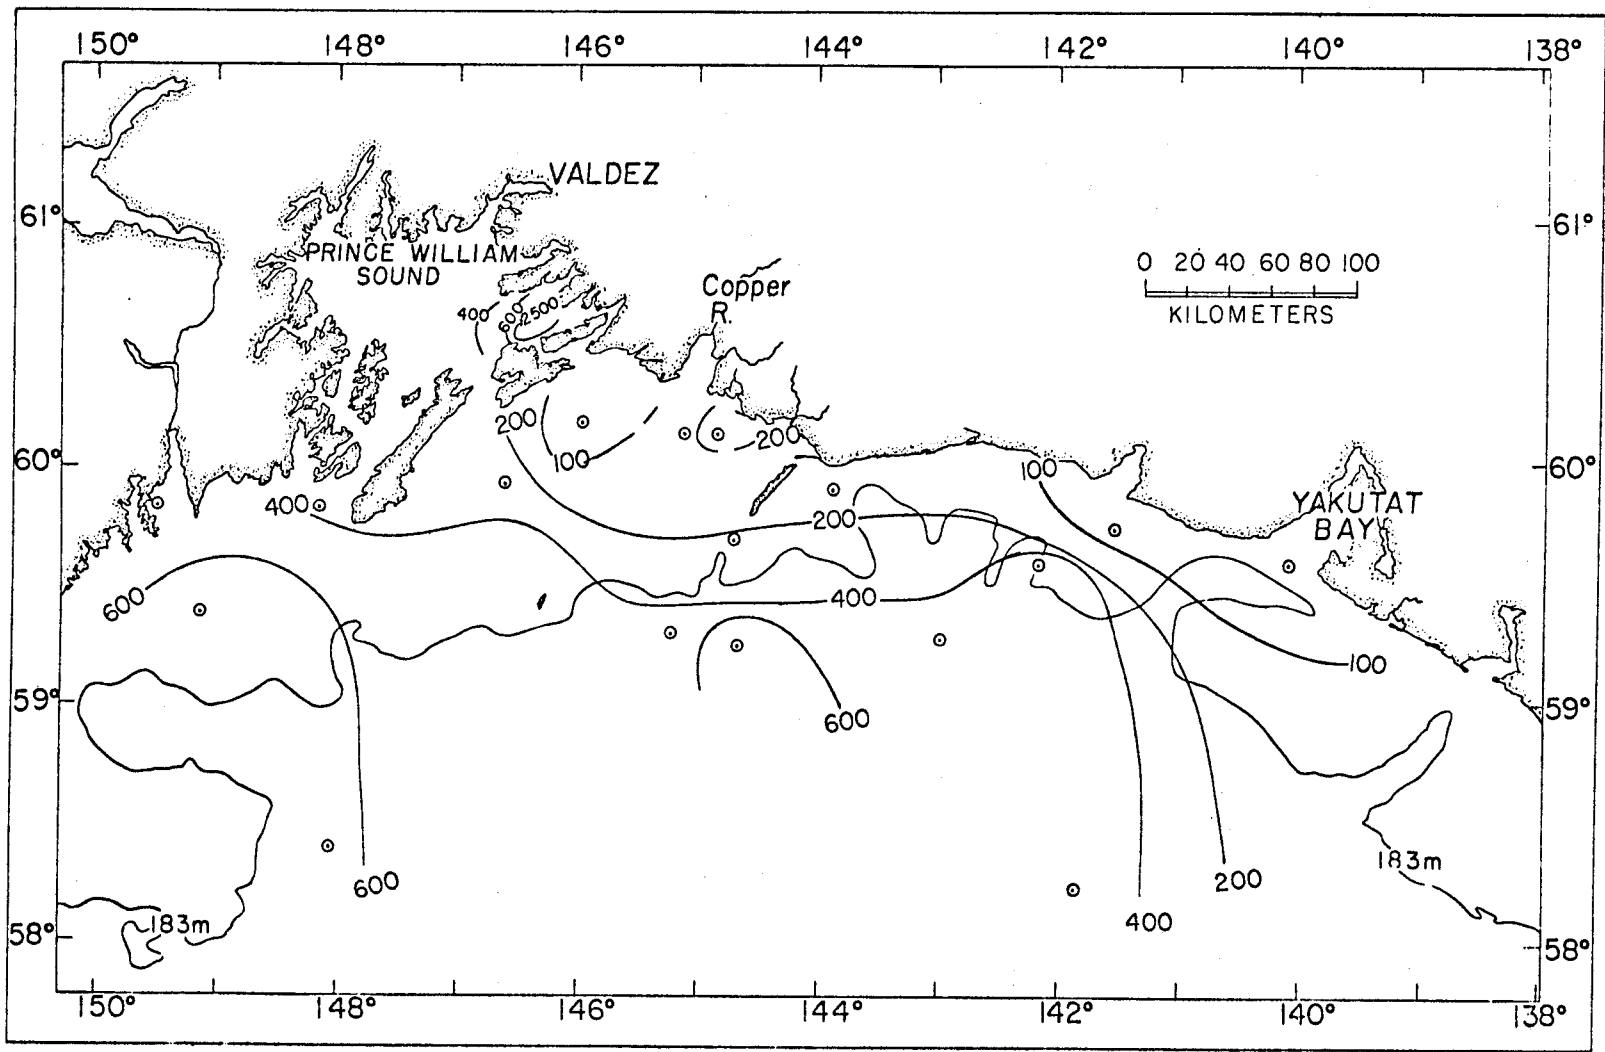 150° 148° 146° 144° 142° 140° 138°
VALDEZ
61° 61°
PRINCE WILLIAM
SOUND
0 20 40 60 80 100
KILOMETERS
Copper
R.
400 600 2500
200
100
200
60° 60°
100
YAKUTAT
BAY
400
200
600
400
100
600
59° 59°
183m
600
200
400
183m
58° 58°
150° 148° 146° 144° 142° 140° 138°